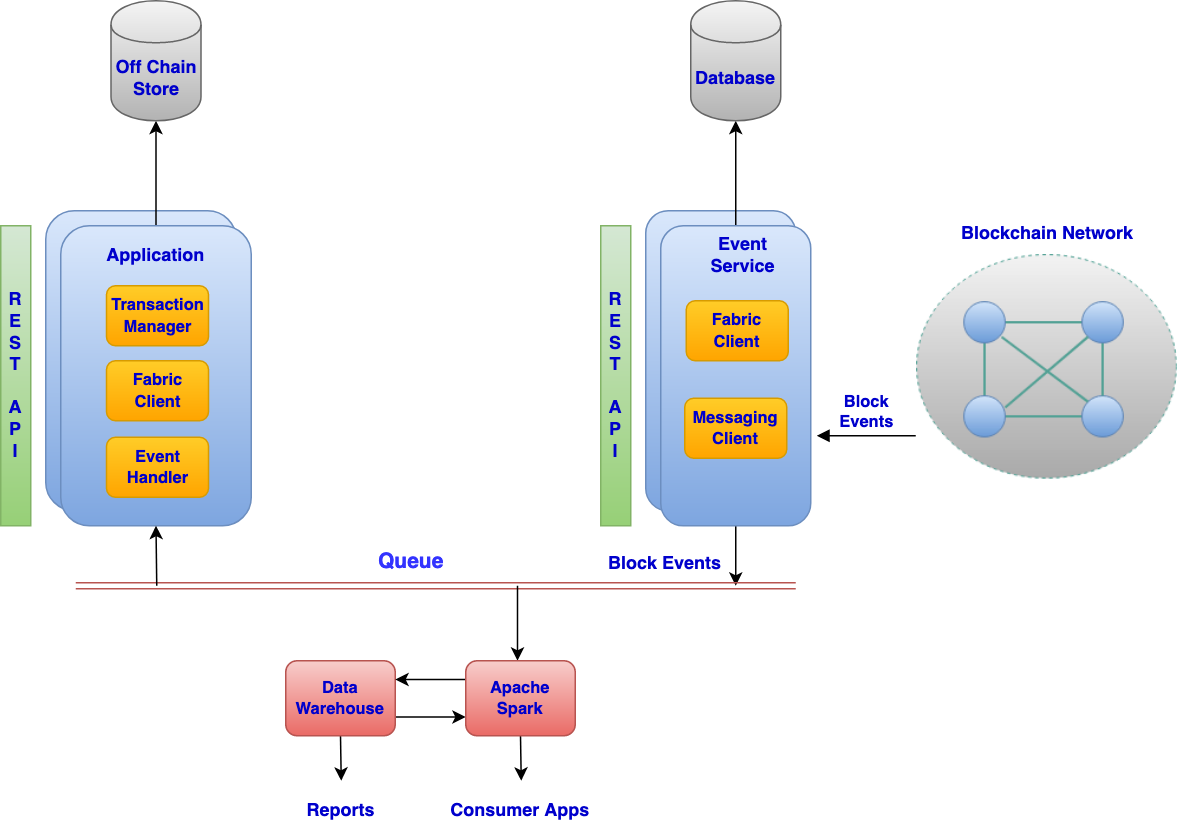 Off Chain
Store
Database
REST API
Application
Transaction
Manager
Fabric
Client
Event
Handler
REST API
Event
Service
Fabric
Client
Messaging
Client
Blockchain Network
Block
Events
Queue
Block Events
Data
Warehouse
Apache
Spark
Reports
Consumer Apps